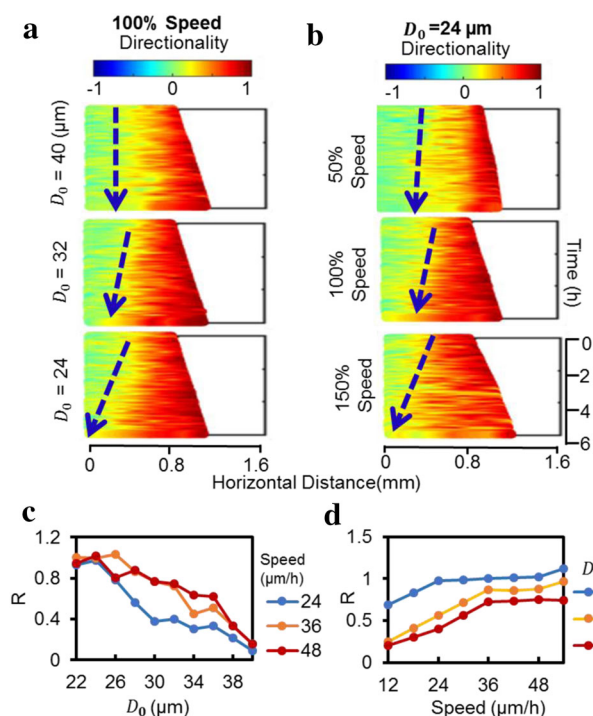 a
100% Speed
Directionality
-1 0 1
D₀ = 40 (μm)
D₀ = 32
D₀ = 24
0 0.8 1.6
b
D₀ =24 μm
Directionality
-1 0 1
50%
Speed
100%
Speed
150%
Speed
Time (h)
0
2
4
6
0 0.8 1.6
Horizontal Distance(mm)
c
R
1.2
0.8
0.4
0
22 26 30 34 38
D₀ (μm)
Speed
(μm/h)
24
36
48
d
R
1.5
1
0.5
0
12 24 36 48
Speed (μm/h)
D